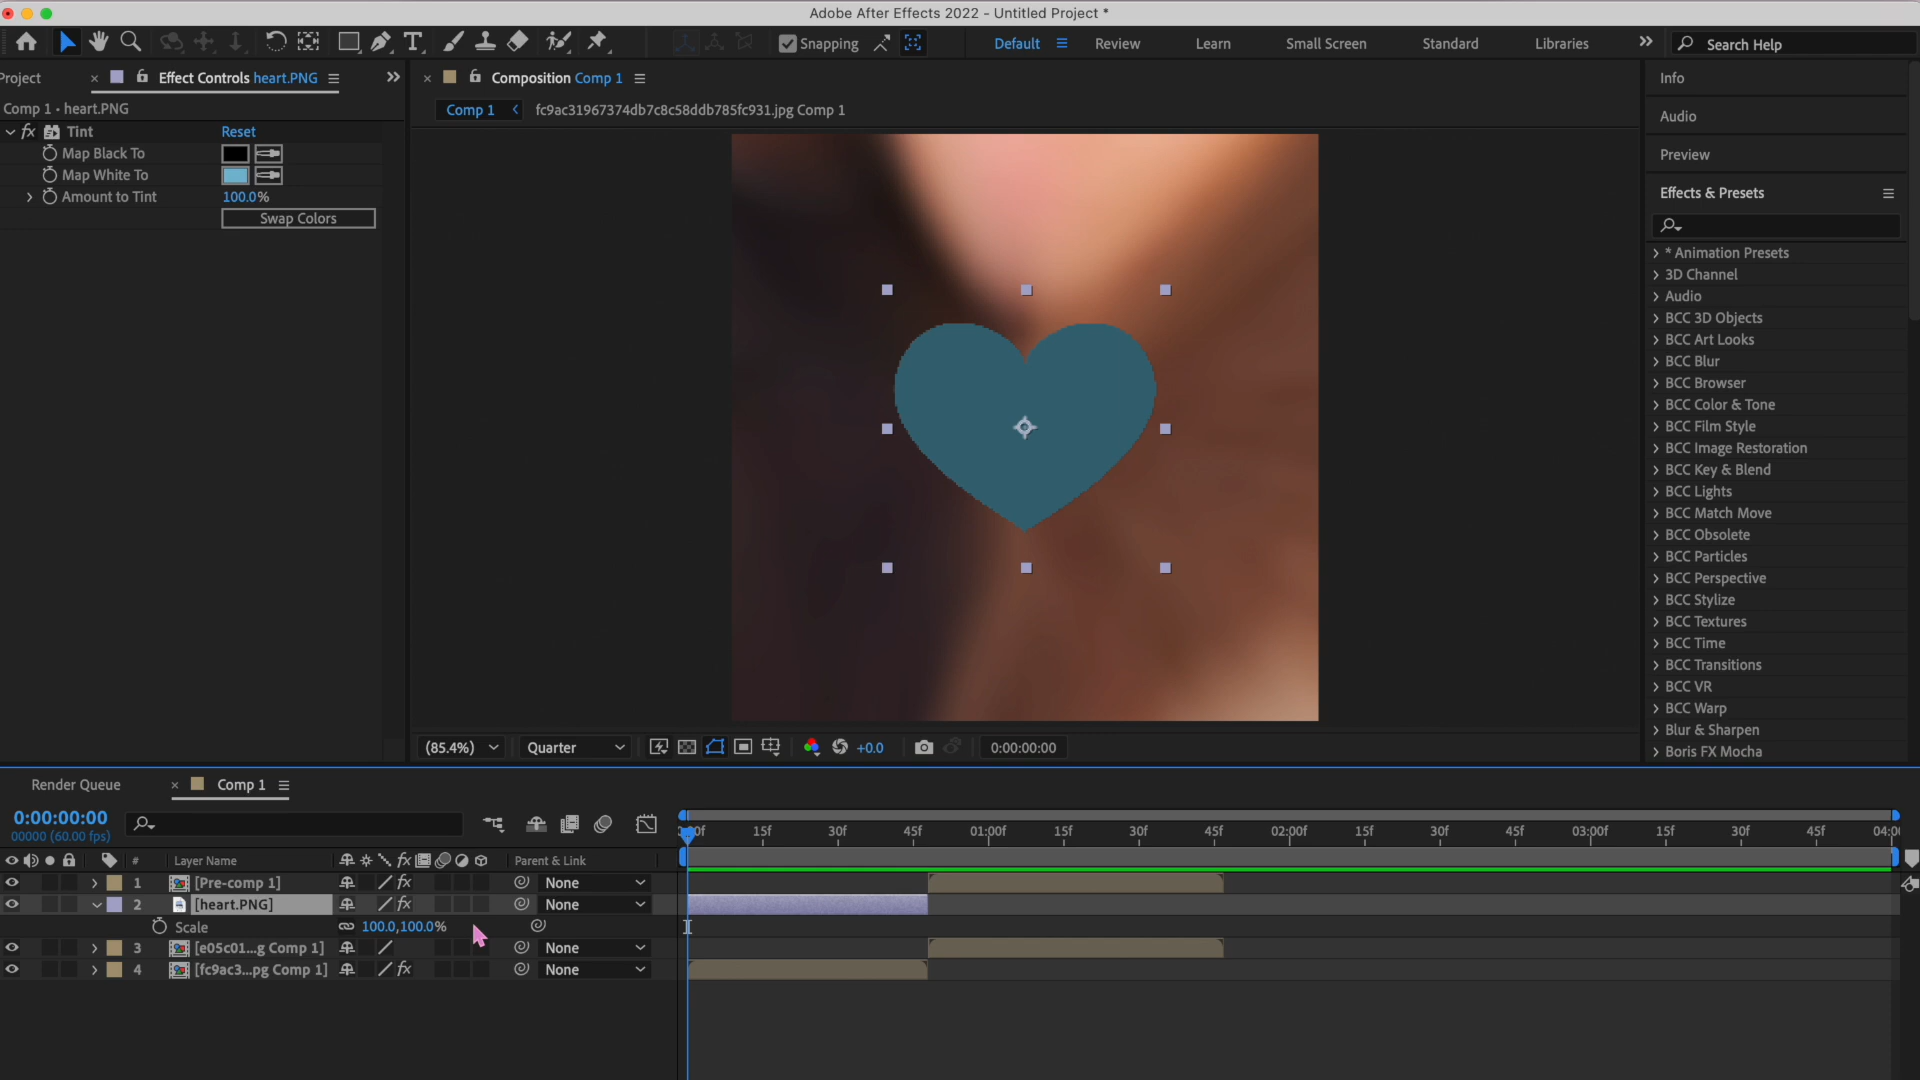 Adobe After Effects 2022 - Untitled Project *
Snapping
Default
Review
Learn
Small Screen
Standard
Libraries
Search Help
Project
Effect Controls heart.PNG
Composition Comp 1
Comp 1 • heart.PNG
Comp 1
fc9ac31967374db7c8c58ddb785fc931.jpg Comp 1
fx Tint Reset
Map Black To
Map White To
Amount to Tint 100.0%
Swap Colors
Info
Audio
Preview
Effects & Presets
* Animation Presets
3D Channel
Audio
BCC 3D Objects
BCC Art Looks
BCC Blur
BCC Browser
BCC Color & Tone
BCC Film Style
BCC Image Restoration
BCC Key & Blend
BCC Lights
BCC Match Move
BCC Obsolete
BCC Particles
BCC Perspective
BCC Stylize
BCC Textures
BCC Time
BCC Transitions
BCC VR
BCC Warp
Blur & Sharpen
Boris FX Mocha
(85.4%) Quarter +0.0 0:00:00:00
Render Queue
Comp 1
0:00:00:00
00000 (60.00 fps)
15f 30f 45f 01:00f 15f 30f 45f 02:00f 15f 30f 45f 03:00f 15f 30f 45f
# Layer Name fx Parent & Link
1 [Pre-comp 1] fx None
2 [heart.PNG] fx None
Scale 100.0,100.0%
3 [e05c01...g Comp 1] None
4 [fc9ac3...pg Comp 1] fx None